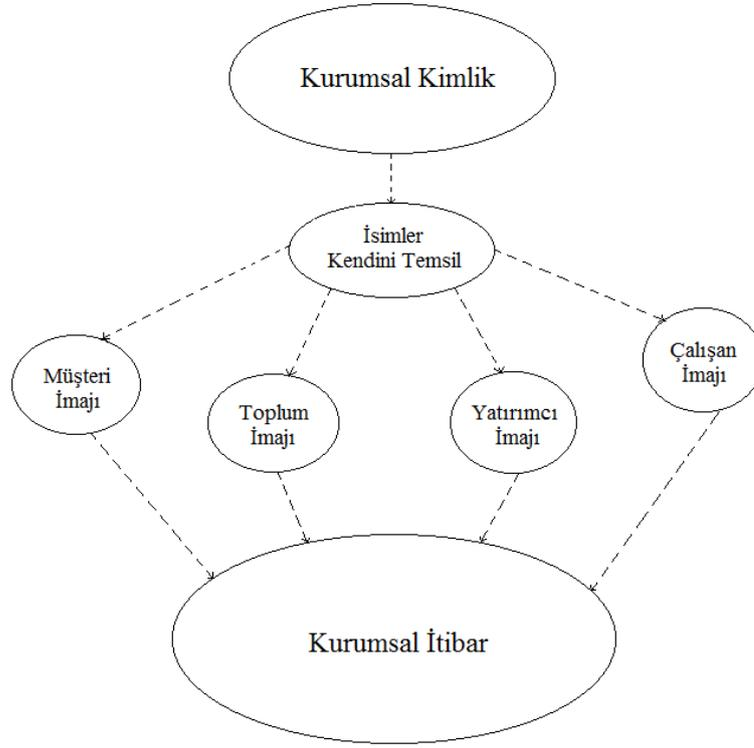 Kurumsal Kimlik
İsimler
Kendini Temsil
Müşteri
İmajı
Toplum
İmajı
Yatırımcı
İmajı
Çalışan
İmajı
Kurumsal İtibar